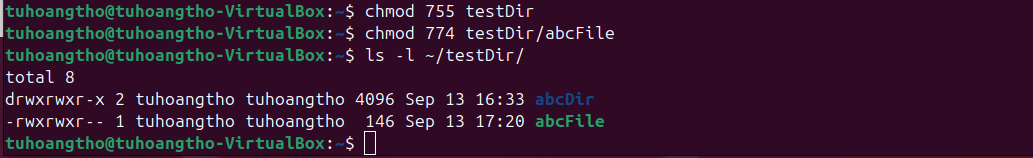 tuhoangtho@tuhoangtho-VirtualBox:~$ chmod 755 testDir
tuhoangtho@tuhoangtho-VirtualBox:~$ chmod 774 testDir/abcFile
tuhoangtho@tuhoangtho-VirtualBox:~$ ls -l ~/testDir/
total 8
drwxrwxr-x 2 tuhoangtho tuhoangtho 4096 Sep 13 16:33 abcDir
-rwxrwxr-- 1 tuhoangtho tuhoangtho  146 Sep 13 17:20 abcFile
tuhoangtho@tuhoangtho-VirtualBox:~$